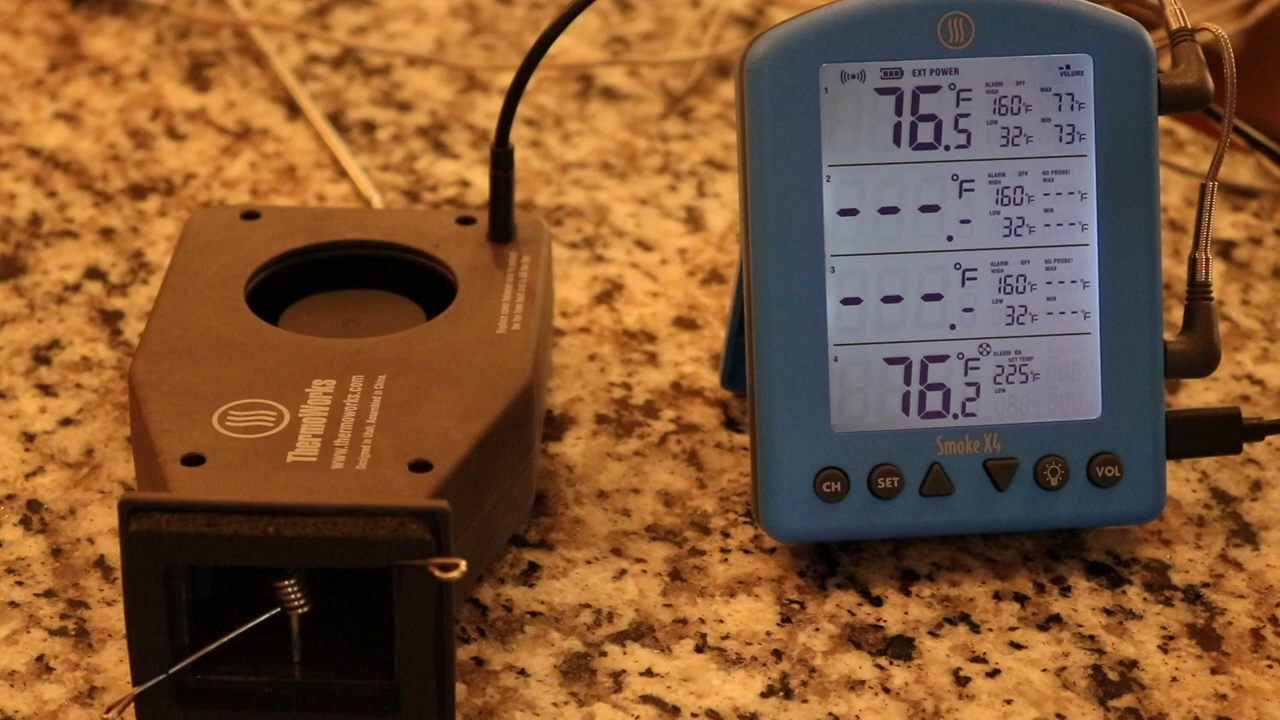 EXT POWER
VOLUME
1
76.5°F
ALARM OFF
HIGH
160°F
LOW
32°F
MAX
77°F
MIN
73°F
2
- - - .- °F
ALARM OFF
HIGH
160°F
LOW
32°F
NO PROBE!
MAX
- - - °F
MIN
- - - °F
3
- - - .- °F
ALARM OFF
HIGH
160°F
LOW
32°F
NO PROBE!
MAX
- - - °F
MIN
- - - °F
4
76.2°F
ALARM ON
SET TEMP
225°F
LOW
Smoke X4
CH
SET
VOL
ThermoWorks
www.thermoworks.com
Designed in Utah. Assembled in China.